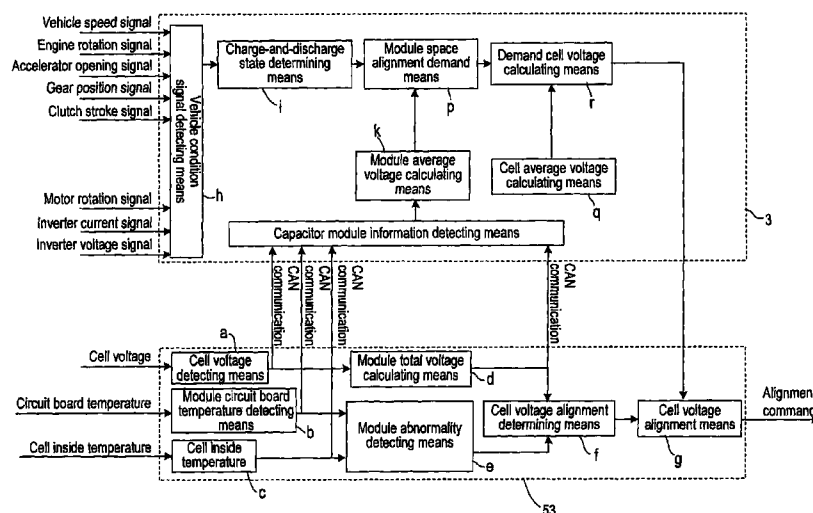 Vehicle speed signal
Engine rotation signal
Accelerator opening signal
Gear position signal
Clutch stroke signal
Motor rotation signal
Inverter current signal
Inverter voltage signal
Vehicle condition
signal detecting means
h
Charge-and-discharge
state determining
means
i
Module space
alignment demand
means
p
Demand cell voltage
calculating means
r
k
Module average
voltage calculating
means
Cell average voltage
calculating means
q
3
Capacitor module information detecting means
CAN
communication
CAN
communication
CAN
communication
CAN
communication
Cell voltage
a
Cell voltage
detecting means
Module total voltage
calculating means
d
Circuit board temperature
Module circuit board
temperature detecting
means
b
Module abnormality
detecting means
e
Cell voltage alignment
determining means
f
Cell voltage
alignment means
g
Alignment
command
Cell inside temperature
Cell inside
temperature
c
53